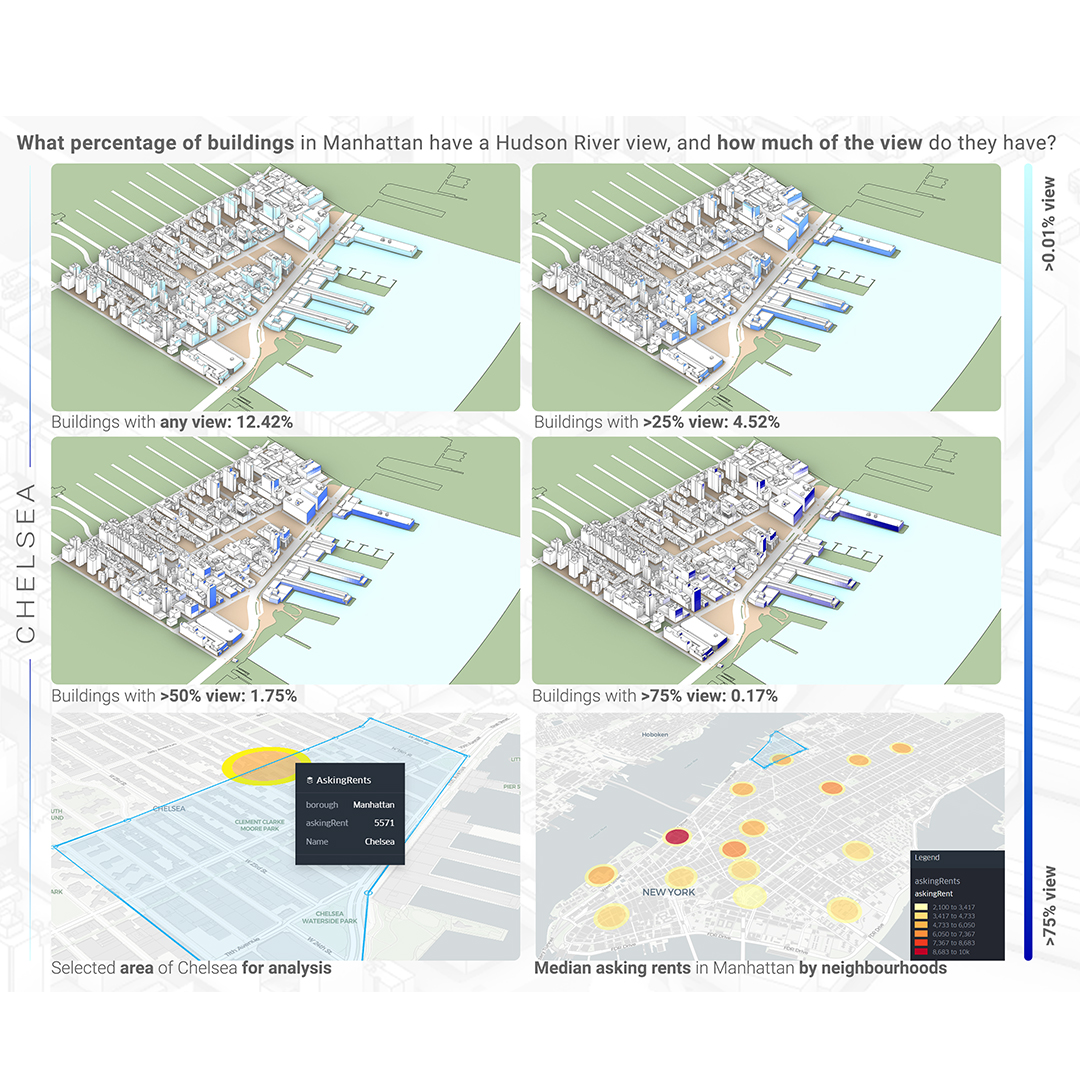 What percentage of buildings in Manhattan have a Hudson River view, and how much of the view do they have?
>0.01% view
Buildings with any view: 12.42%
Buildings with >25% view: 4.52%
CHELSEA
Buildings with >50% view: 1.75%
Buildings with >75% view: 0.17%
CHELSEA
CLEMENT CLARKE
MOORE PARK
CHELSEA
WATERSIDE PARK
AskingRents
borough Manhattan
askingRent 5571
Name Chelsea
Hoboken
NEW YORK
Legend
askingRents
askingRent
2,100 to 3,417
3,417 to 4,733
4,733 to 6,050
6,050 to 7,367
7,367 to 8,683
8,683 to 10k
>75% view
Selected area of Chelsea for analysis
Median asking rents in Manhattan by neighbourhoods